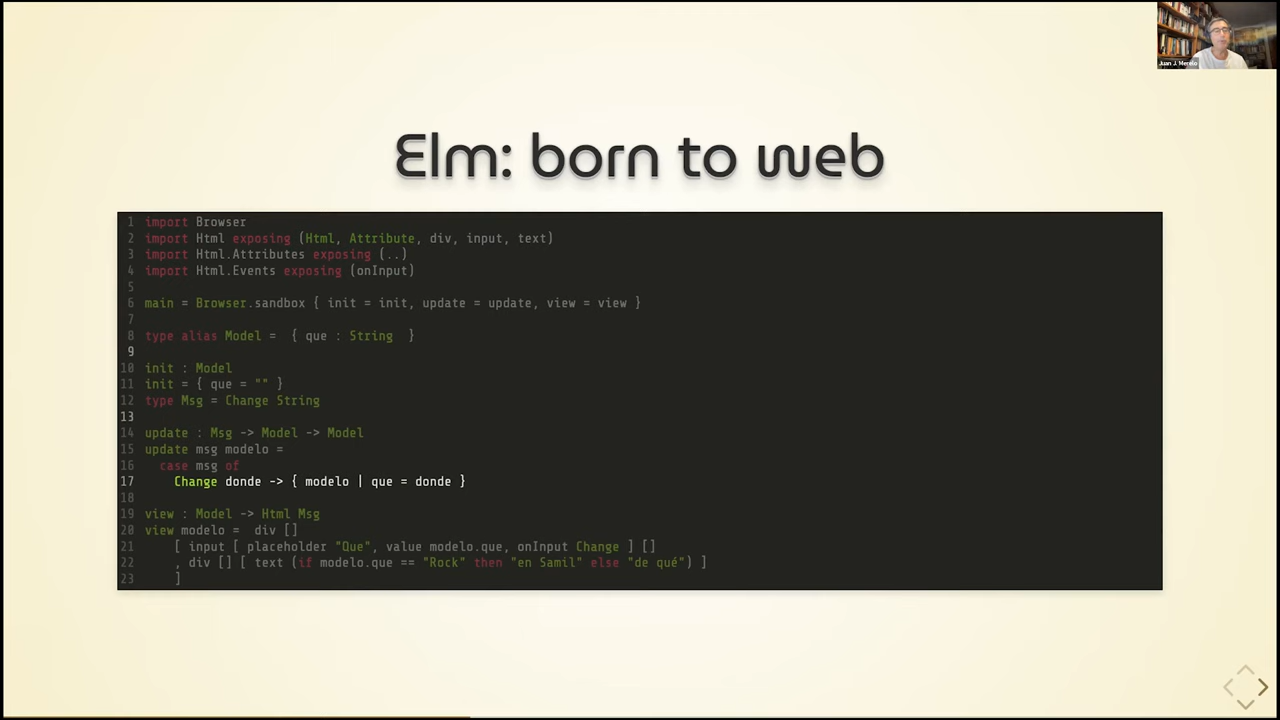 Juan J. Merelo
Elm: born to web
1 import Browser
2 import Html exposing (Html, Attribute, div, input, text)
3 import Html.Attributes exposing (..)
4 import Html.Events exposing (onInput)
5
6 main = Browser.sandbox { init = init, update = update, view = view }
7
8 type alias Model =  { que : String  }
9
10 init : Model
11 init = { que = "" }
12 type Msg = Change String
13
14 update : Msg -> Model -> Model
15 update msg modelo =
16   case msg of
17     Change donde -> { modelo | que = donde }
18
19 view : Model -> Html Msg
20 view modelo =  div []
21     [ input [ placeholder "Que", value modelo.que, onInput Change ] []
22     , div [] [ text (if modelo.que == "Rock" then "en Samil" else "de qué") ]
23     ]